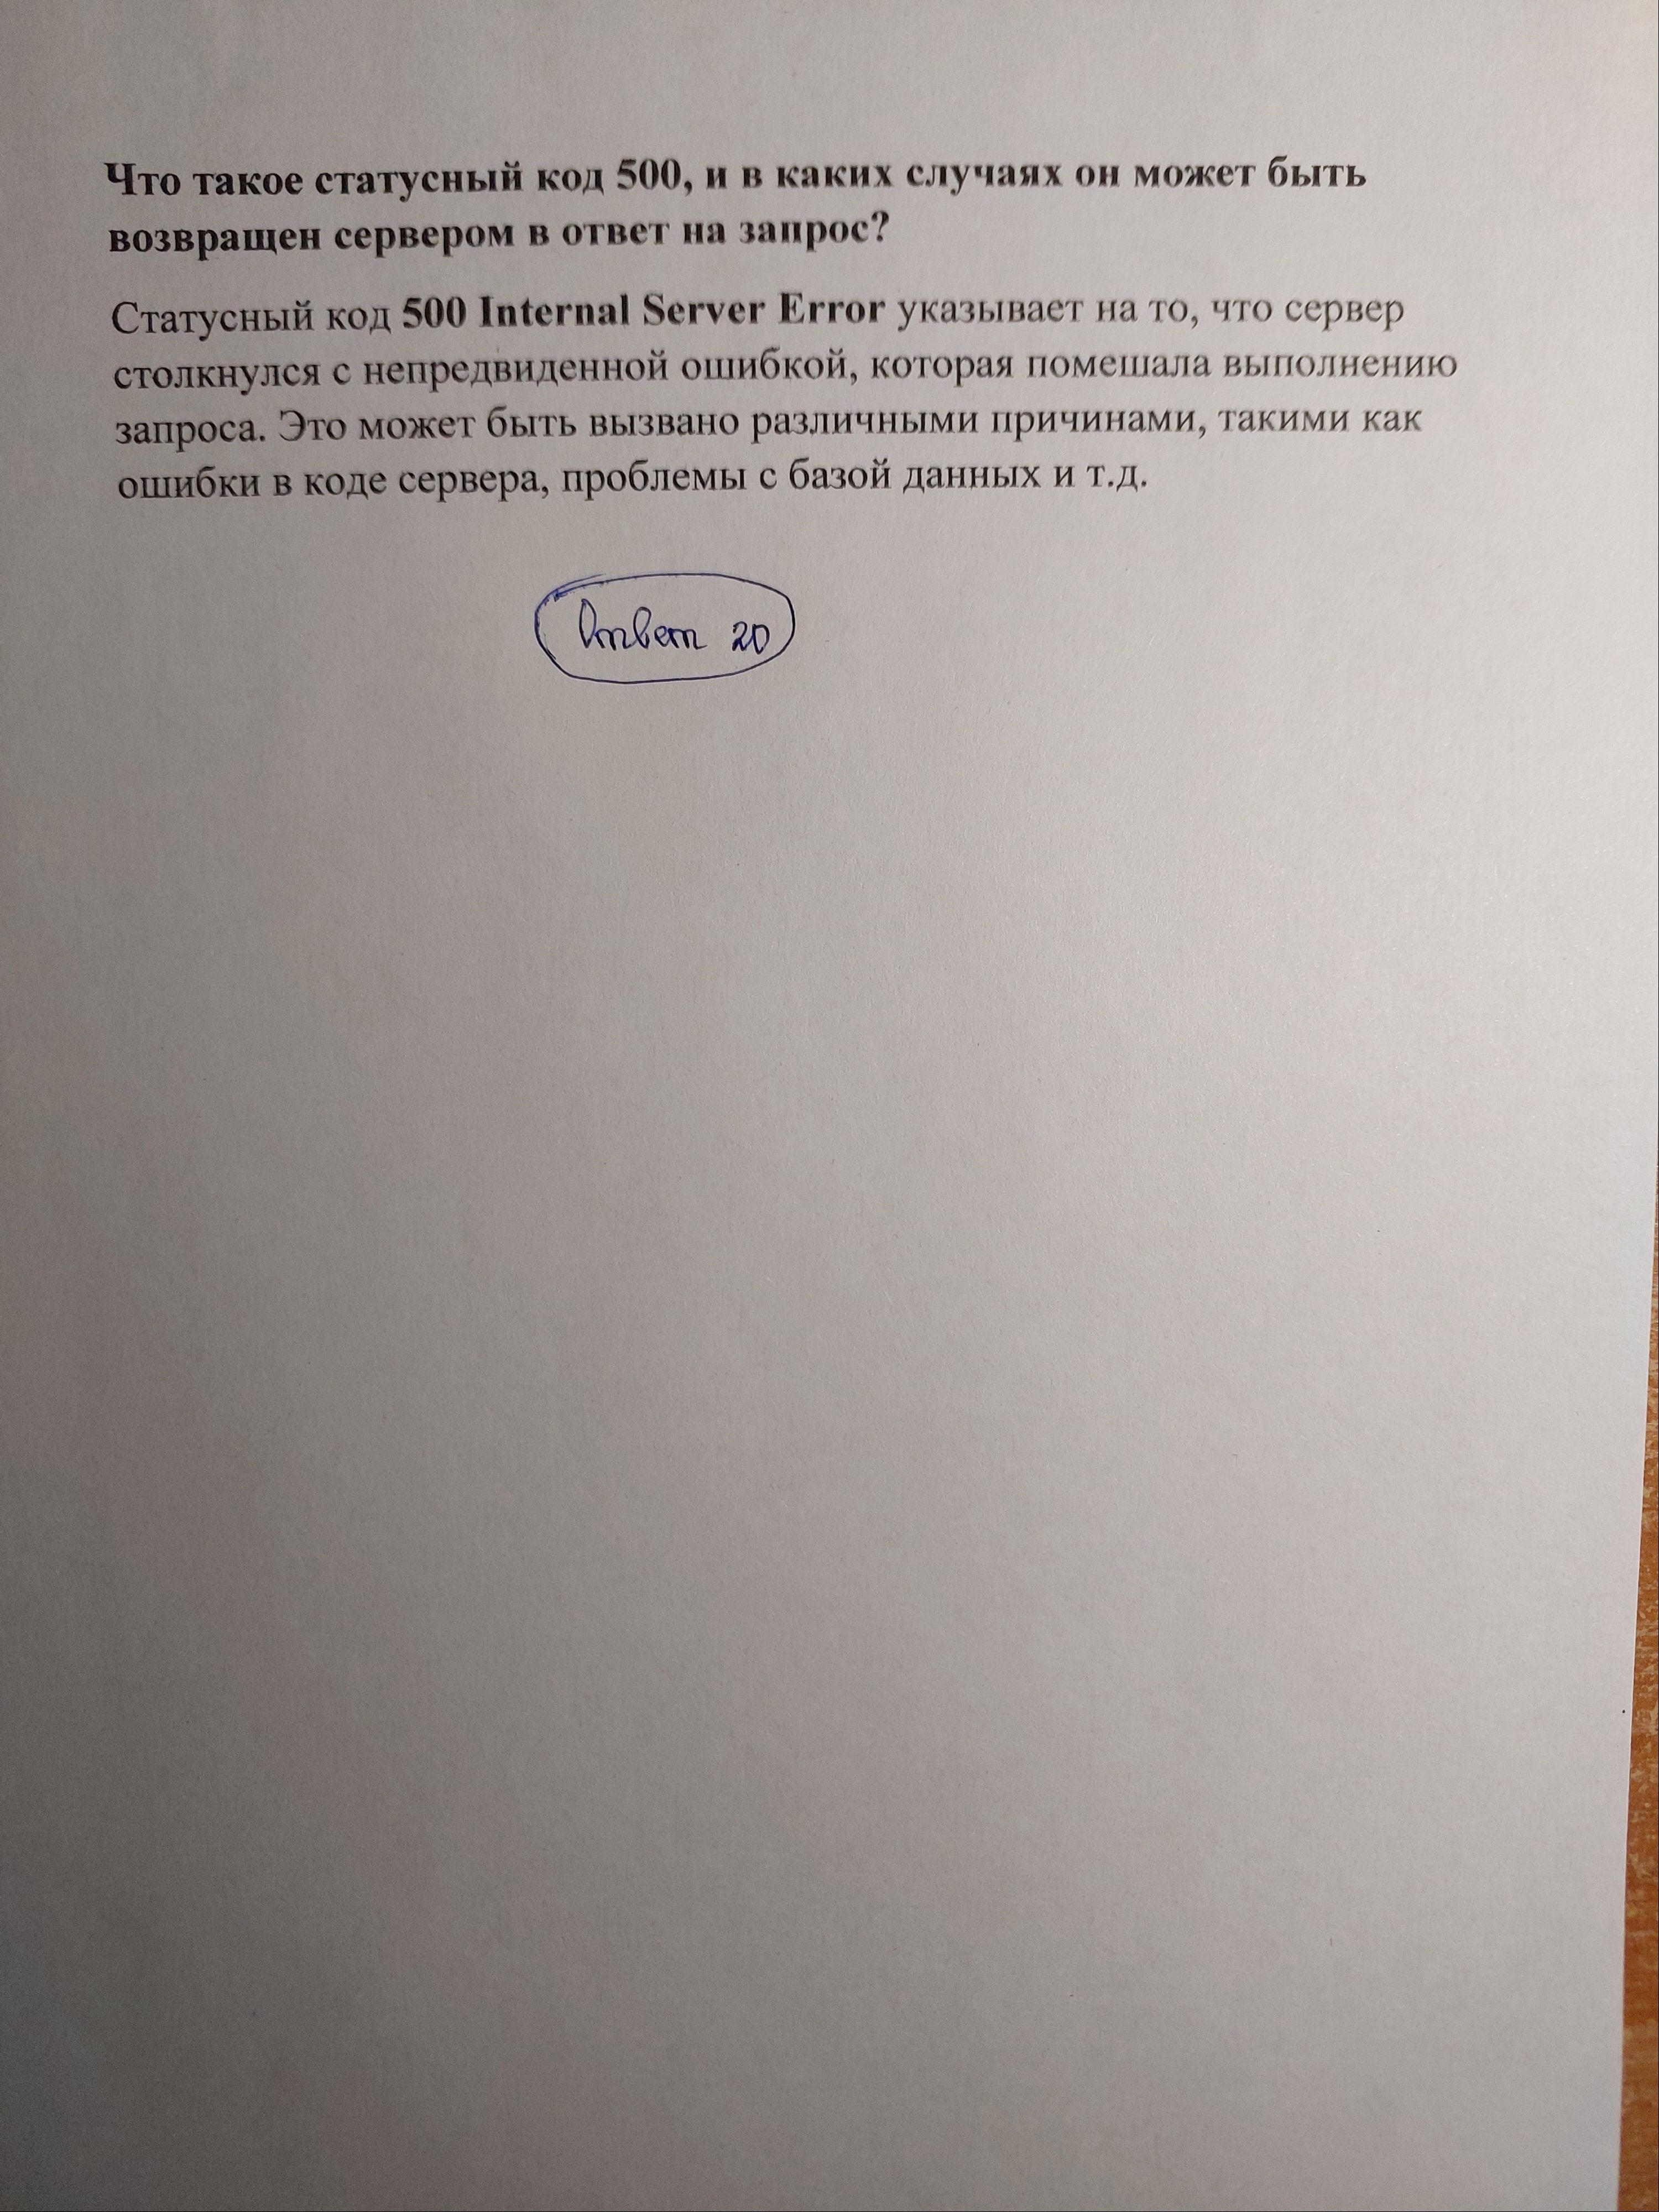 Что такое статусный код 500, и в каких случаях он может быть
возвращен сервером в ответ на запрос?
Статусный код 500 Internal Server Error указывает на то, что сервер
столкнулся с непредвиденной ошибкой, которая помешала выполнению
запроса. Это может быть вызвано различными причинами, такими как
ошибки в коде сервера, проблемы с базой данных и т.д.
Ответ 20